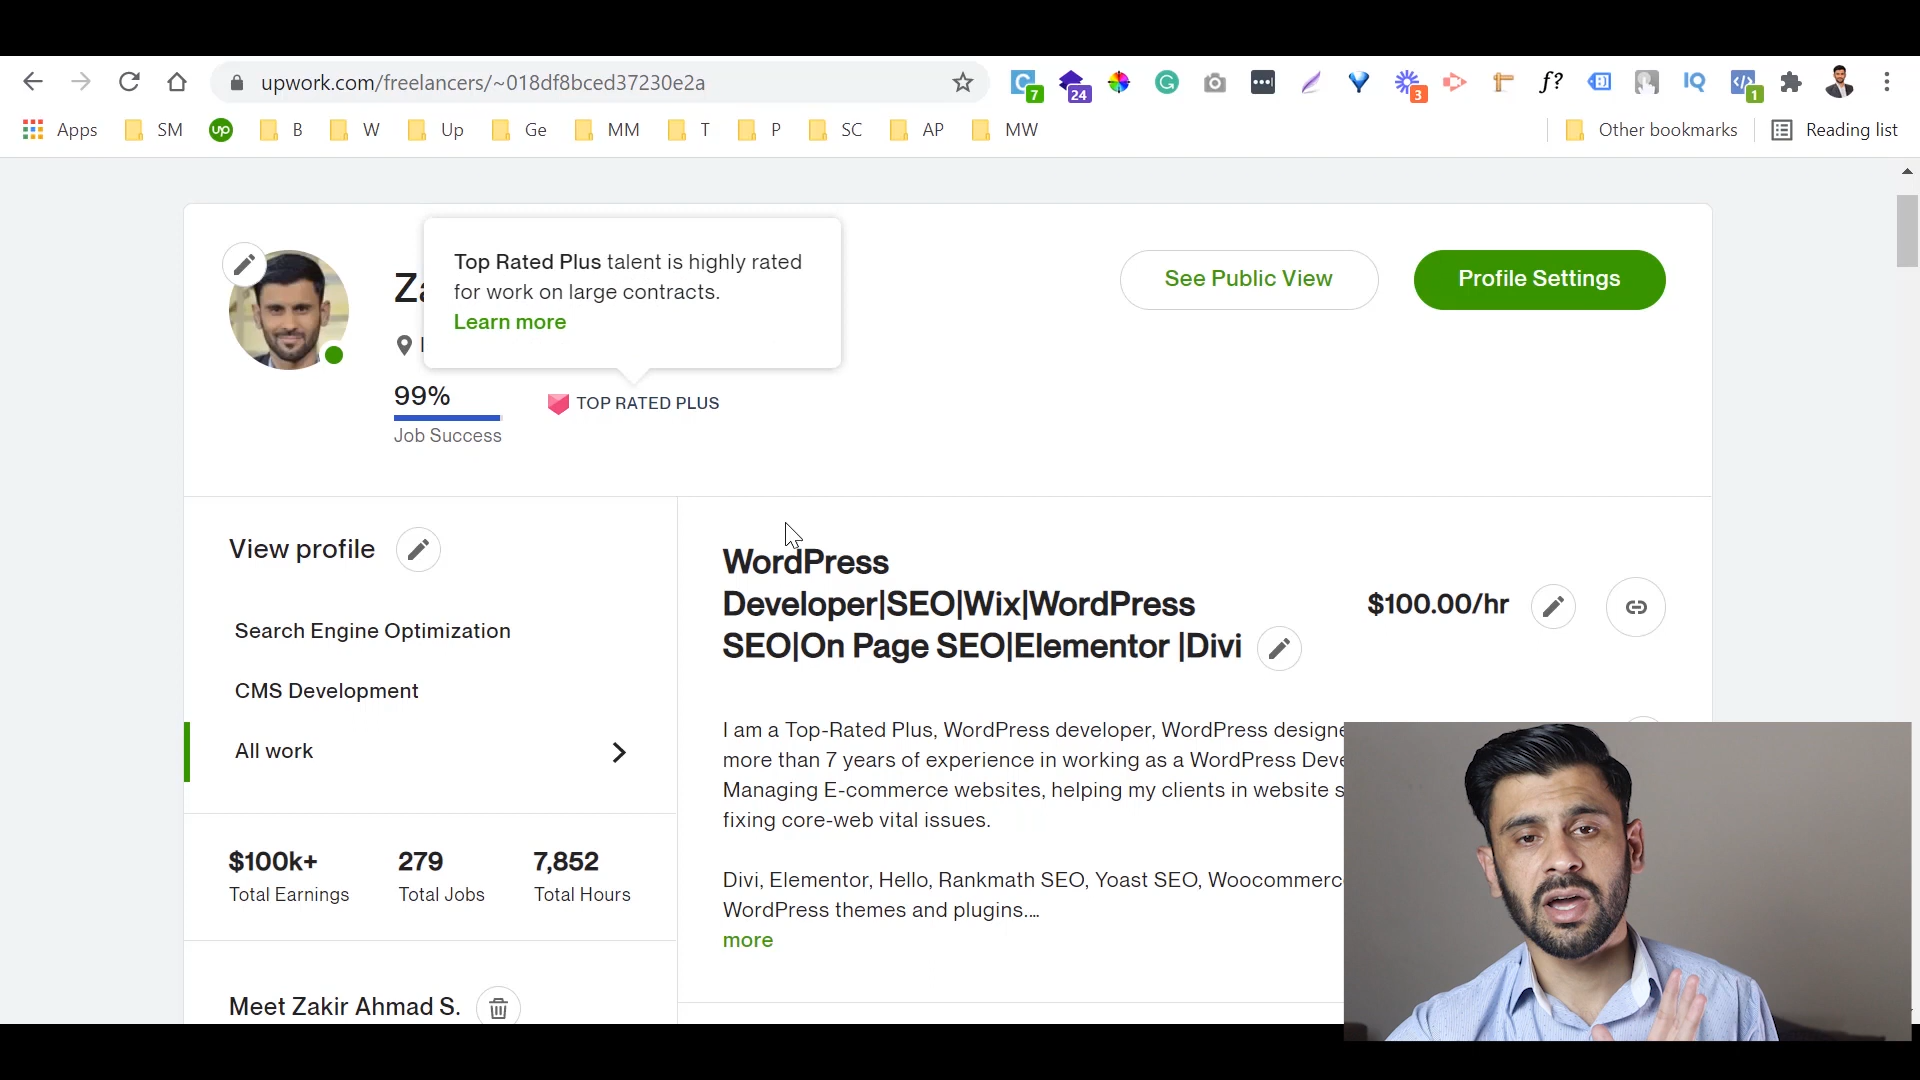 upwork.com/freelancers/~018df8bced37230e2a
7
24
3
f?
IQ
1
Apps
SM
up
B
W
Up
Ge
MM
T
P
SC
AP
MW
Other bookmarks
Reading list
Top Rated Plus talent is highly rated
for work on large contracts.
Learn more
See Public View
Profile Settings
99%
Job Success
TOP RATED PLUS
View profile
Search Engine Optimization
CMS Development
All work
$100k+
Total Earnings
279
Total Jobs
7,852
Total Hours
Meet Zakir Ahmad S.
WordPress
Developer|SEO|Wix|WordPress
SEO|On Page SEO|Elementor |Divi
$100.00/hr
I am a Top-Rated Plus, WordPress developer, WordPress designe
more than 7 years of experience in working as a WordPress Deve
Managing E-commerce websites, helping my clients in website s
fixing core-web vital issues.
Divi, Elementor, Hello, Rankmath SEO, Yoast SEO, Woocommerc
WordPress themes and plugins....
more